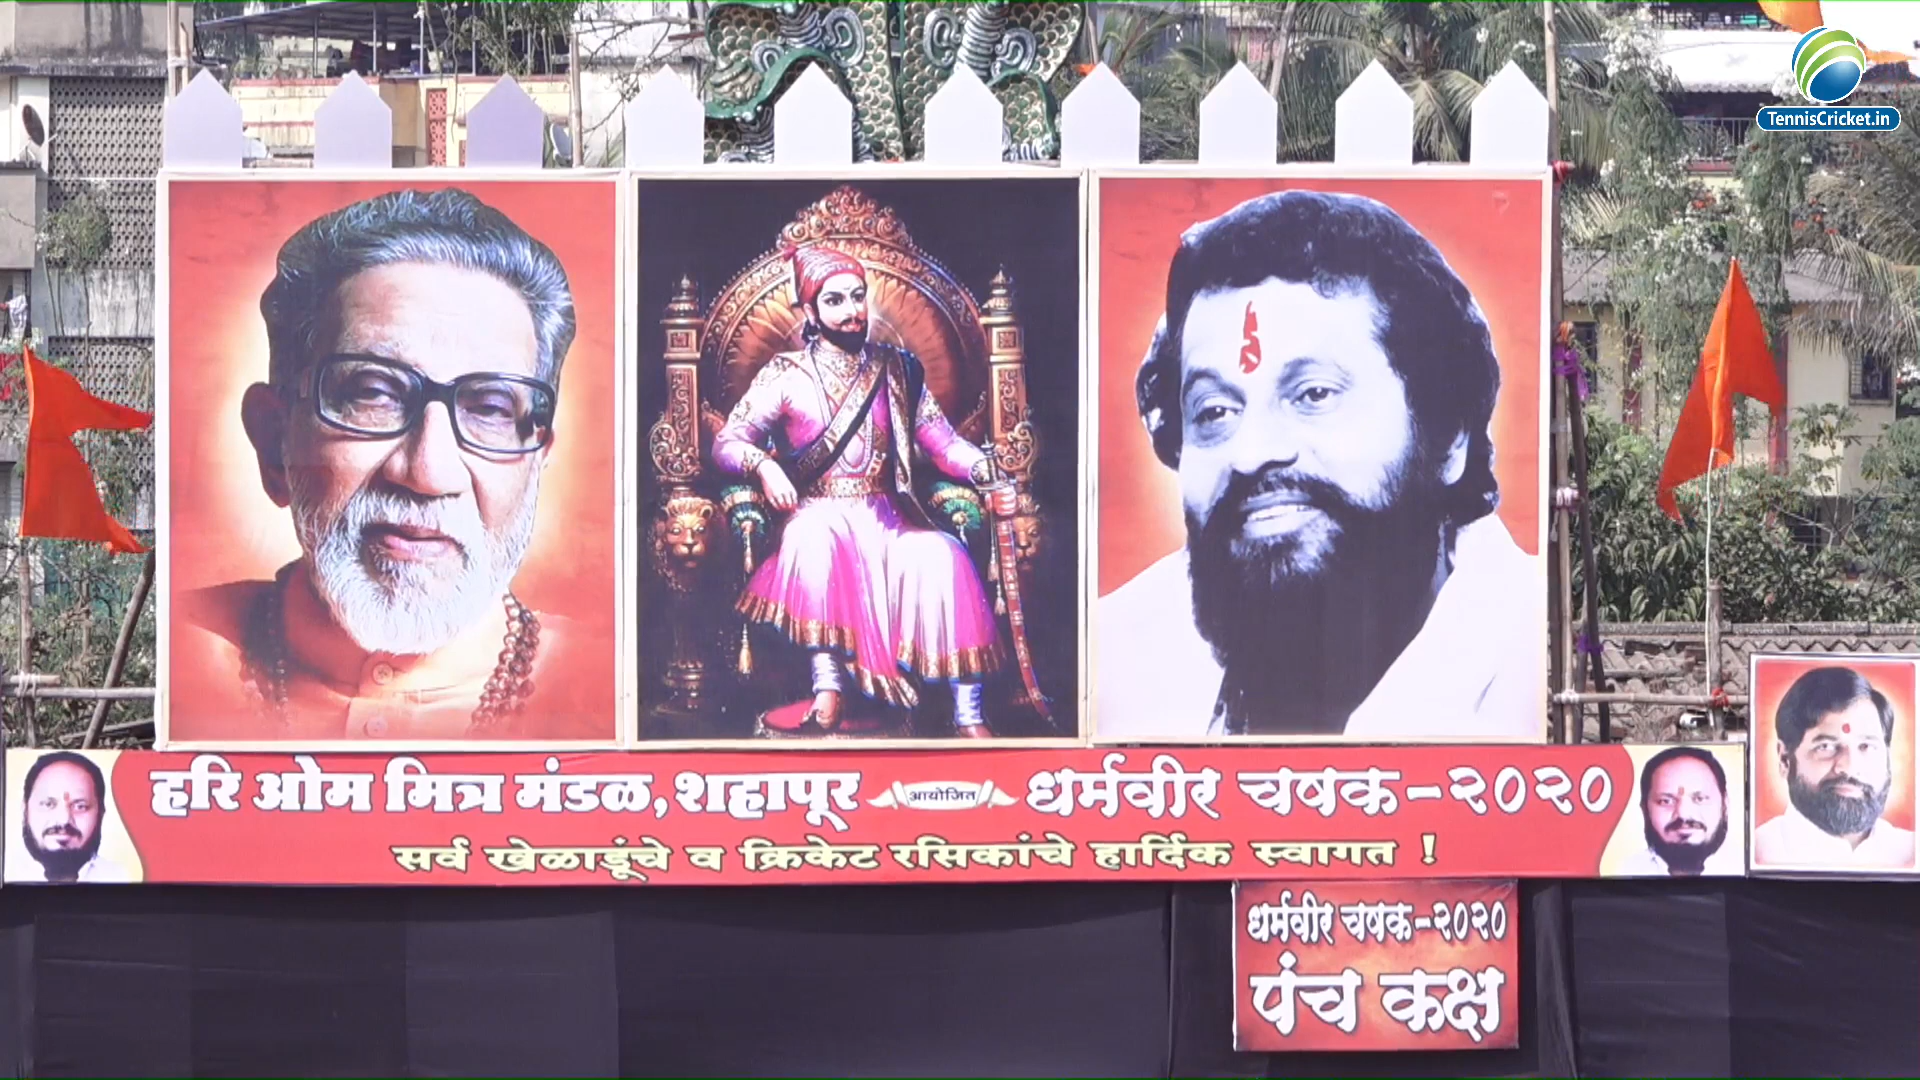 TennisCricket.in
हरि ओम मित्र मंडळ, शहापूर आयोजित धर्मवीर चषक-२०२०
सर्व खेळाडूंचे व क्रिकेट रसिकांचे हार्दिक स्वागत !
धर्मवीर चषक-२०२०
पंच कक्ष